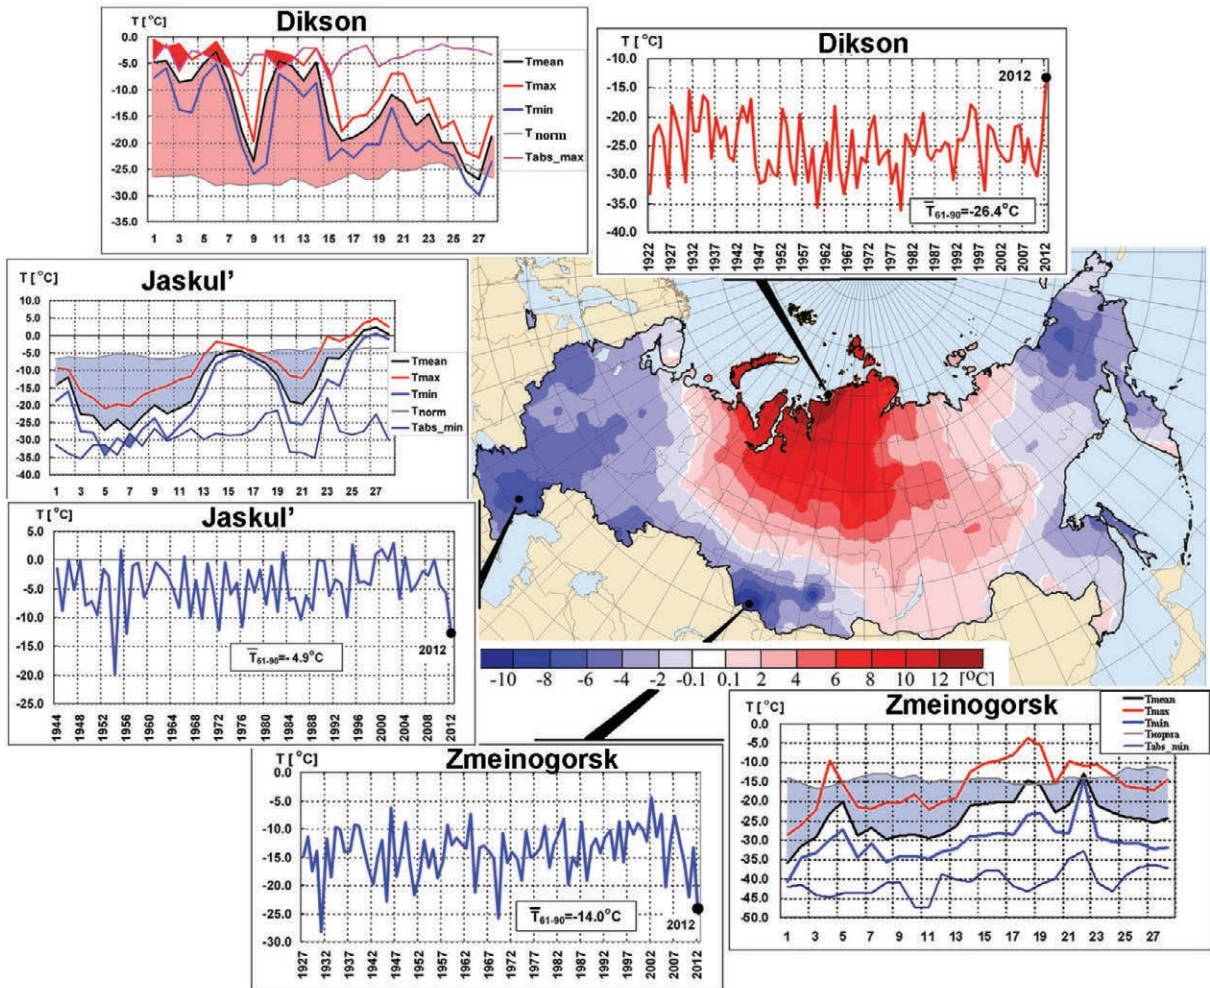 T [°C]
Dikson
0.0
-5.0
-10.0
-15.0
-20.0
-25.0
-30.0
-35.0
1 3 5 7 9 11 13 15 17 19 21 23 25 27
Tmean
Tmax
Tmin
Tnorm
Tabs_max
T [°C]
Dikson
-10.0
-15.0
-20.0
-25.0
-30.0
-35.0
-40.0
2012
T61-90=-26.4°C
1922 1927 1932 1937 1942 1947 1952 1957 1962 1967 1972 1977 1982 1987 1992 1997 2002 2007 2012
T [°C]
Jaskul'
10.0
5.0
0.0
-5.0
-10.0
-15.0
-20.0
-25.0
-30.0
-35.0
-40.0
1 3 5 7 9 11 13 15 17 19 21 23 25 27
Tmean
Tmax
Tmin
Tnorm
Tabs_min
T [°C]
Jaskul'
5.0
0.0
-5.0
-10.0
-15.0
-20.0
-25.0
T61-90=- 4.9°C
2012
1944 1948 1952 1956 1960 1964 1968 1972 1976 1980 1984 1988 1992 1996 2000 2004 2008 2012
-10 -8 -6 -4 -2 -0.1 0.1 2 4 6 8 10 12 [°C]
T [°C]
Zmeinogorsk
0.0
-5.0
-10.0
-15.0
-20.0
-25.0
-30.0
T61-90=-14.0°C
2012
1927 1932 1937 1942 1947 1952 1957 1962 1967 1972 1977 1982 1987 1992 1997 2002 2007 2012
T [°C]
Zmeinogorsk
0.0
-5.0
-10.0
-15.0
-20.0
-25.0
-30.0
-35.0
-40.0
-45.0
-50.0
1 3 5 7 9 11 13 15 17 19 21 23 25 27
Tmean
Tmax
Tmin
Tнорма
Tabs_min